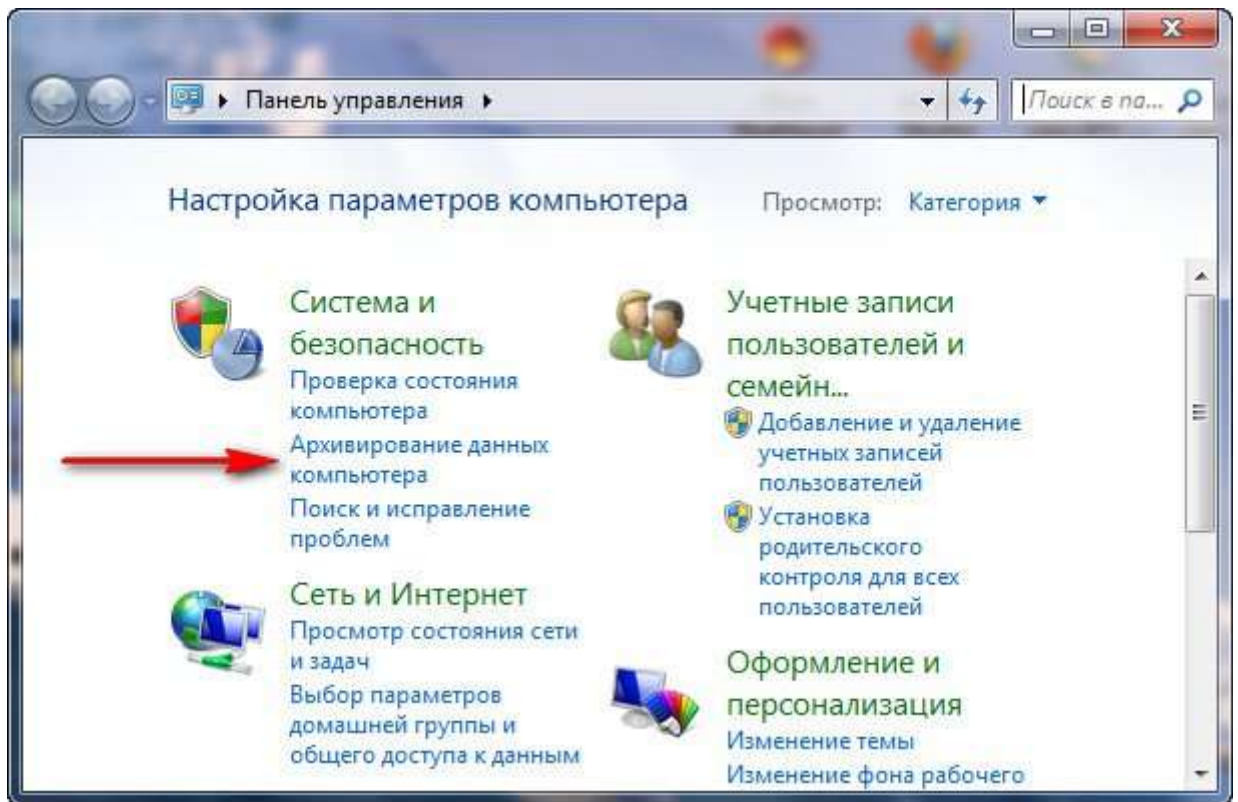 Панель управления
Поиск в па...
Настройка параметров компьютера
Просмотр: Категория
Система и
безопасность
Проверка состояния
компьютера
Архивирование данных
компьютера
Поиск и исправление
проблем
Сеть и Интернет
Просмотр состояния сети
и задач
Выбор параметров
домашней группы и
общего доступа к данным
Учетные записи
пользователей и
семейн...
Добавление и удаление
учетных записей
пользователей
Установка
родительского
контроля для всех
пользователей
Оформление и
персонализация
Изменение темы
Изменение фона рабочего